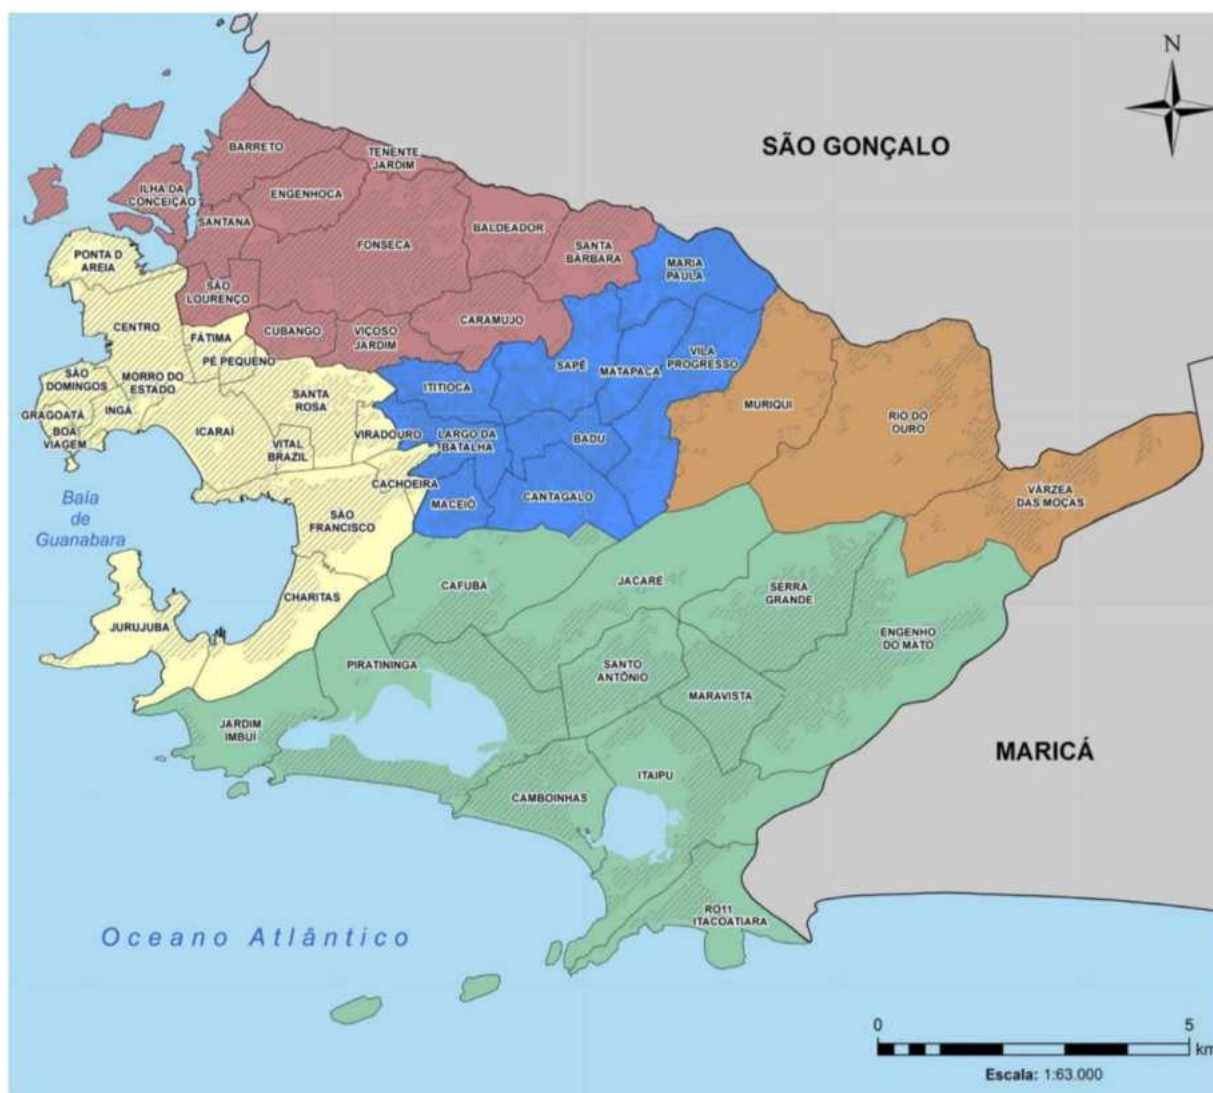 N
SÃO GONÇALO
BARRETO
TENENTE
JARDIM
ILHA DA
CONCEIÇÃO
ENGENHOCA
SANTANA
BALDEADOR
FONSECA
SANTA
BÁRBARA
PONTA D
AREIA
MARIA
PAULA
SÃO
LOURENÇO
CENTRO
FÁTIMA
CUBANGO
VIÇOSO
JARDIM
CARAMUJO
PÉ PEQUENO
SAPÊ
MATAPACA
VILA
PROGRESSO
SÃO
DOMINGOS
MORRO DO
ESTADO
ITITIOCA
SANTA
ROSA
MURIQUI
RIO DO
OURO
GRAGOATÁ
INGÁ
BOA
VIAGEM
ICARAÍ
VITAL
BRAZIL
VIRADOURO
LARGO DA
BATALHA
BADU
CACHOEIRA
MACEIÓ
CANTAGALO
VÁRZEA
DAS MOÇAS
Baía
de
Guanabara
SÃO
FRANCISCO
CHARITAS
CAFUBÁ
JACARÉ
SERRA
GRANDE
JURUJUBA
ENGENHO
DO MATO
PIRATININGA
SANTO
ANTÔNIO
MARAVISTA
JARDIM
IMBUÍ
MARICÁ
ITAIPU
CAMBOINHAS
RO11
ITACOATIARA
Oceano Atlântico
0 5
km
Escala: 1:63.000